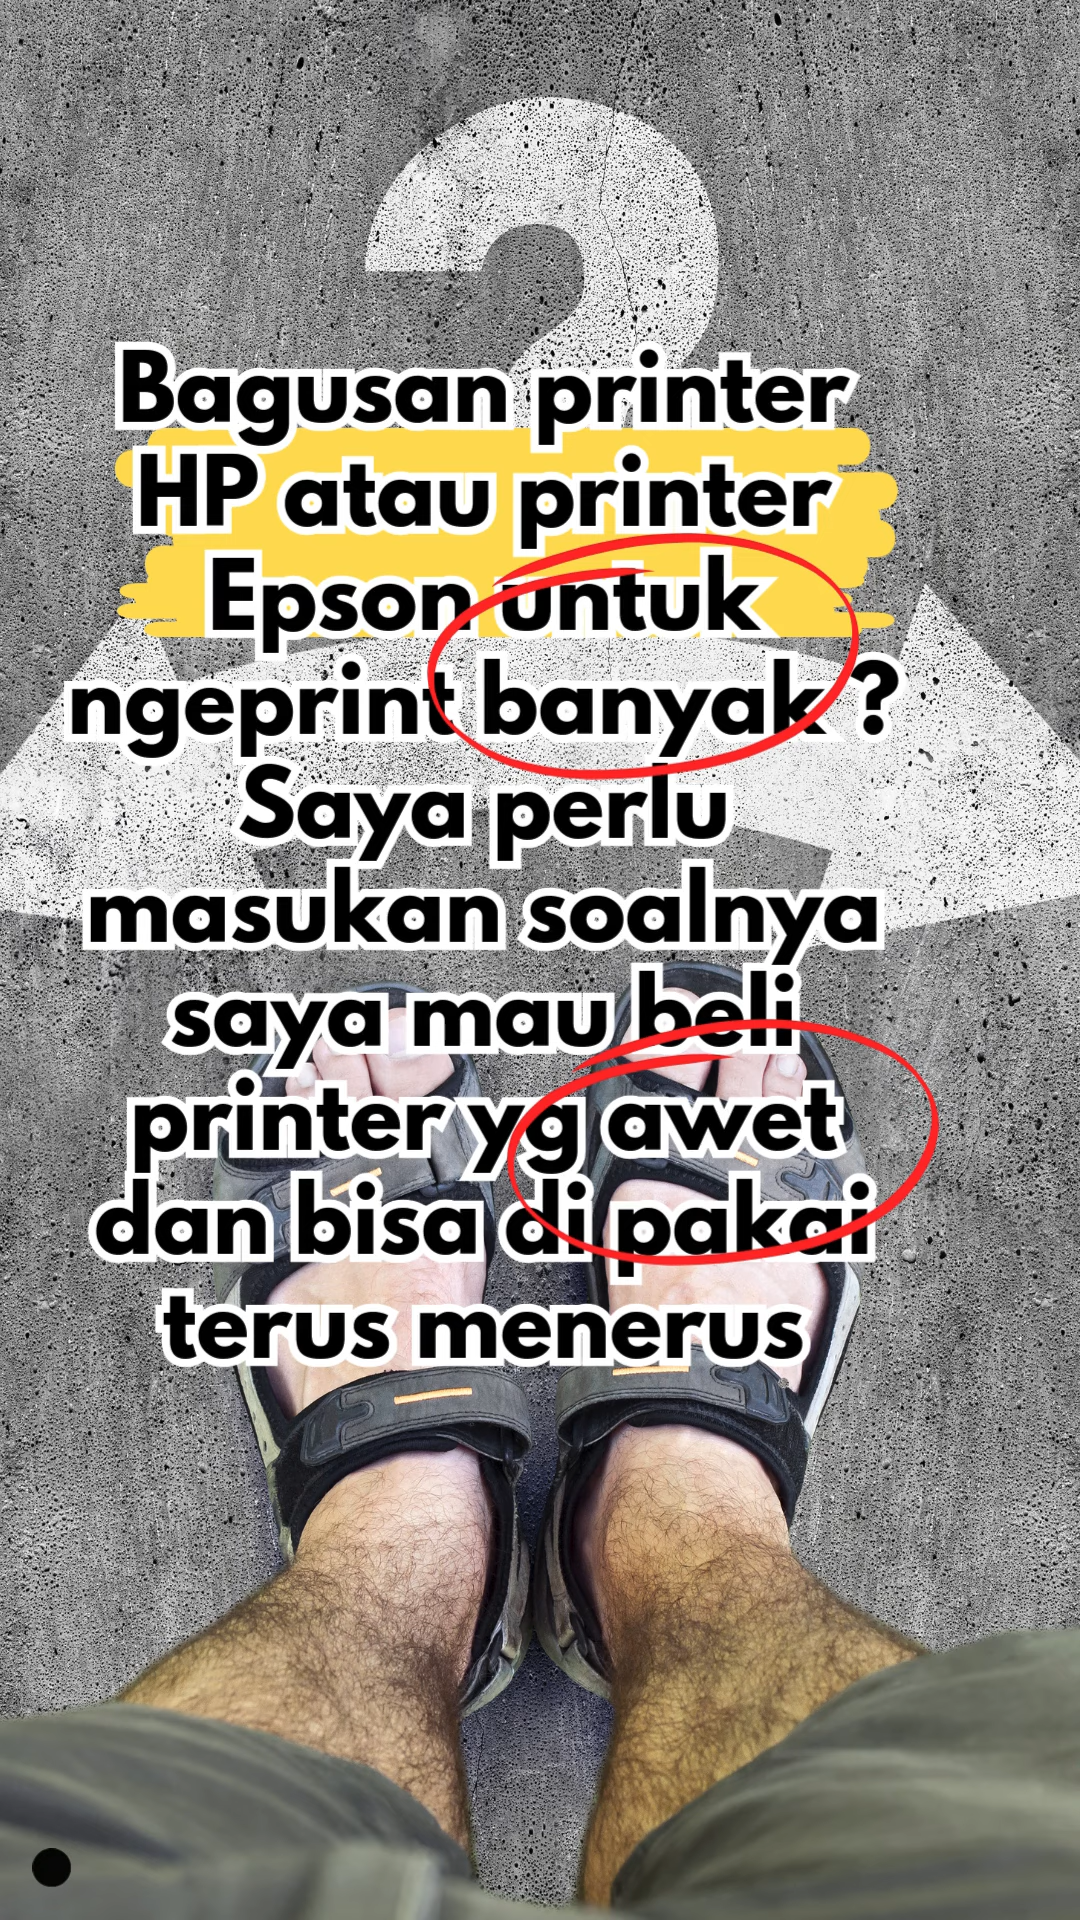 Bagusan printer
HP atau printer
Epson untuk
ngeprint banyak ?
Saya perlu
masukan soalnya
saya mau beli
printer yg awet
dan bisa di pakai
terus menerus